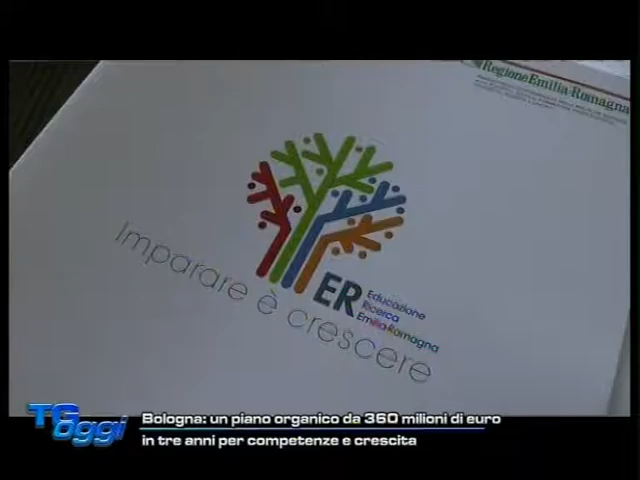 RegioneEmilia-Romagna
Imparare è crescere
ER
Educazione
Ricerca
Emilia-Romagna
TG
oggi
Bologna: un piano organico da 350 milioni di euro
in tre anni per competenze e crescita